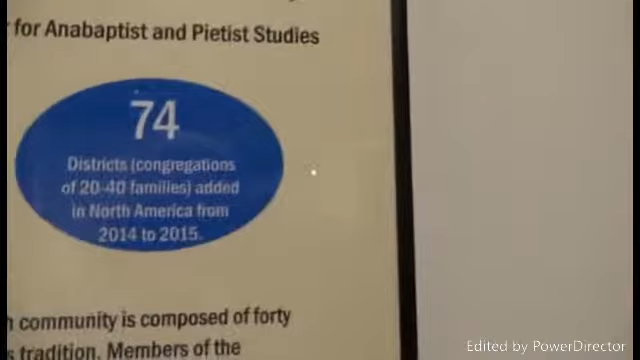 for Anabaptist and Pietist Studies
74
Districts (congregations
of 20-40 families) added
in North America from
2014 to 2015.
community is composed of forty
tradition. Members of the
Edited by PowerDirector